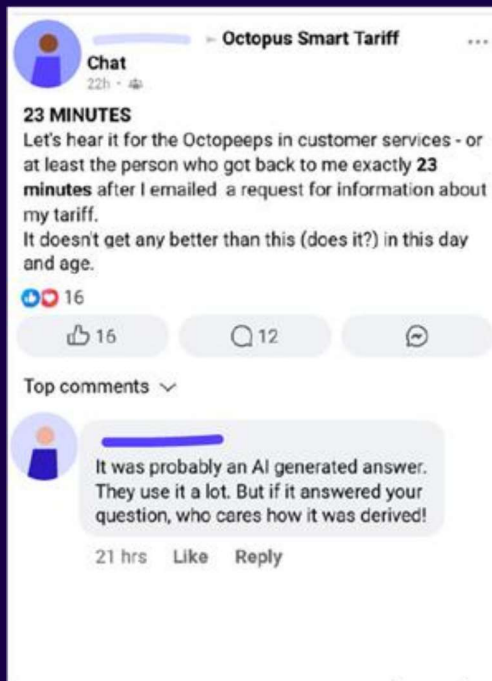 Octopus Smart Tariff
Chat
22h
23 MINUTES
Let's hear it for the Octopeeps in customer services - or
at least the person who got back to me exactly 23
minutes after I emailed a request for information about
my tariff.
It doesn't get any better than this (does it?) in this day
and age.
16
16
12
Top comments
It was probably an AI generated answer.
They use it a lot. But if it answered your
question, who cares how it was derived!
21 hrs Like Reply